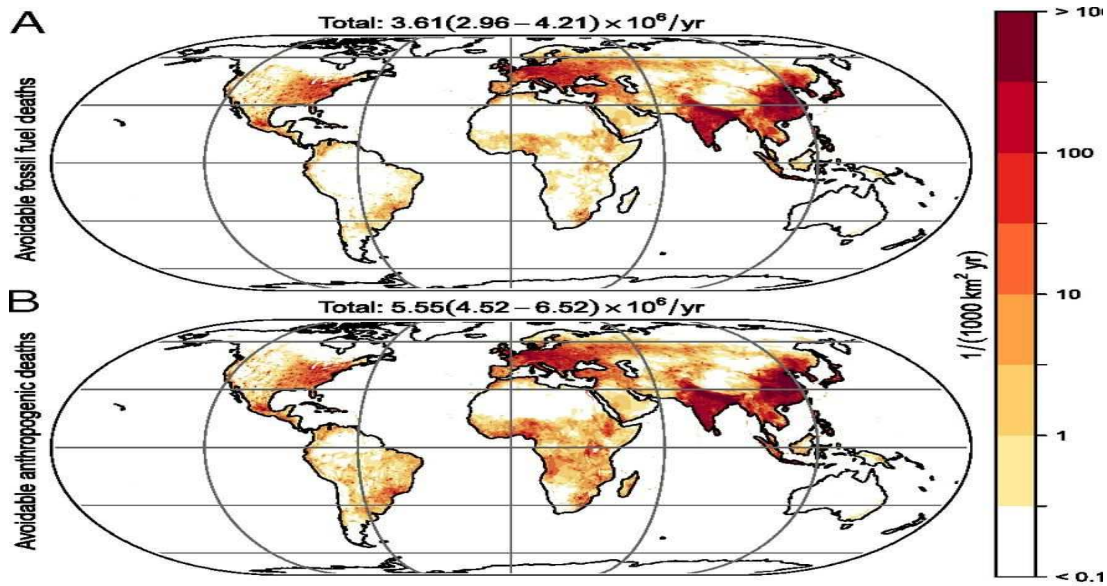 A
Total: 3.61(2.96 – 4.21) × 10⁶/yr
Avoidable fossil fuel deaths
B
Total: 5.55(4.52 – 6.52) × 10⁶/yr
Avoidable anthropogenic deaths
100
10
1
< 0.1
1/(1000 km² yr)